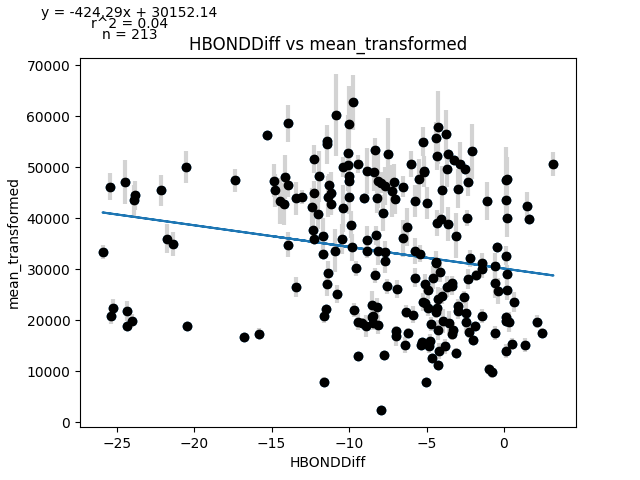 y = -424.29x + 30152.14
r^2 = 0.04
n = 213
HBONDDiff vs mean_transformed
70000
60000
50000
40000
30000
20000
10000
0
mean_transformed
−25
−20
−15
−10
−5
0
HBONDDiff